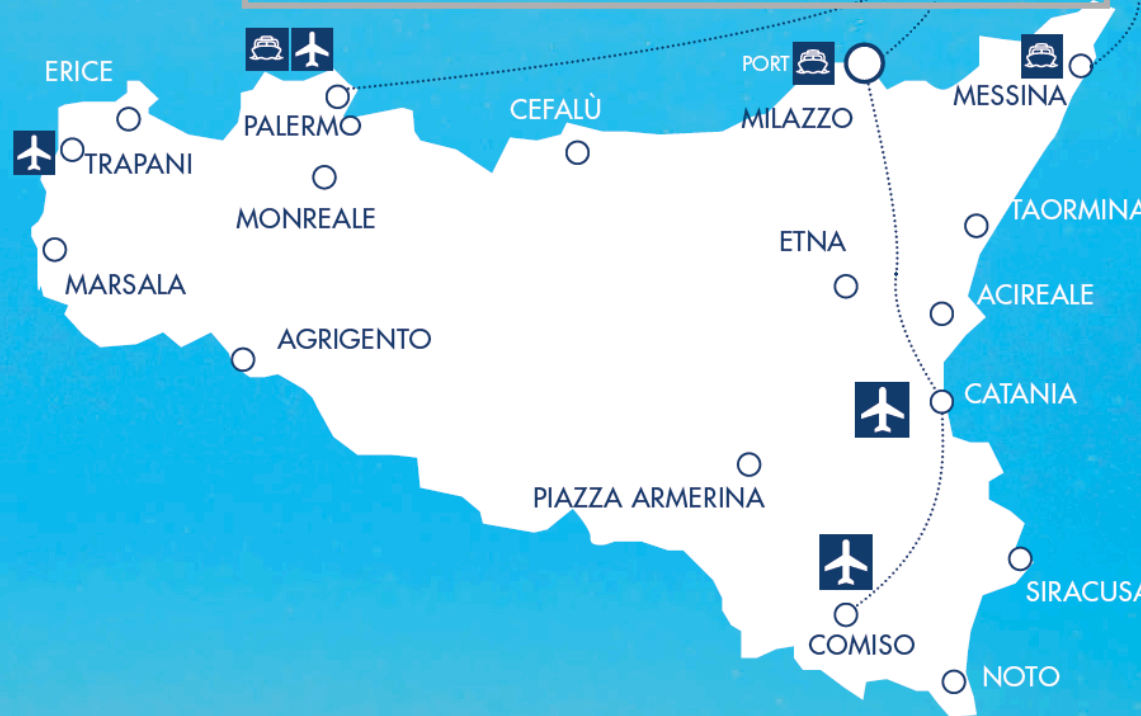 ERICE
PORT
MESSINA
CEFALÙ
MILAZZO
PALERMO
TRAPANI
MONREALE
TAORMINA
ETNA
MARSALA
ACIREALE
AGRIGENTO
CATANIA
PIAZZA ARMERINA
SIRACUSA
COMISO
NOTO